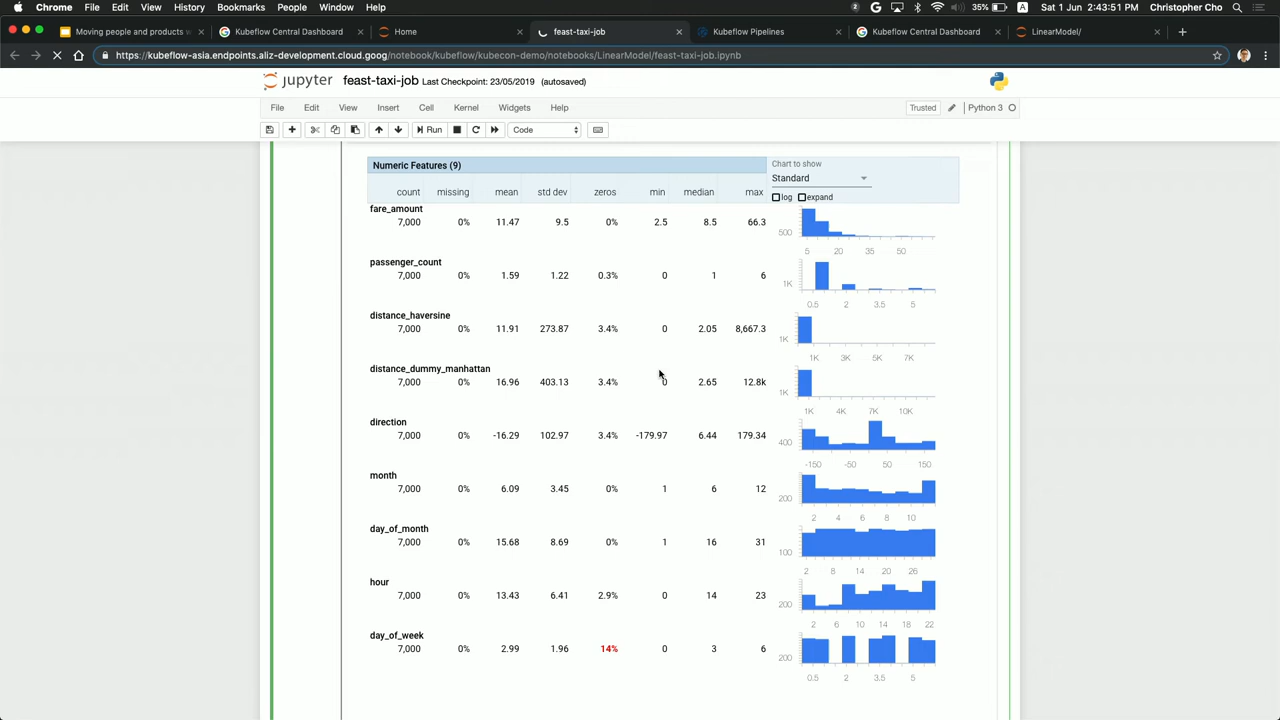 Chrome File Edit View History Bookmarks People Window Help 35% A Sat 1 Jun 2:43:51 PM Christopher Cho
Moving people and products w × Kubeflow Central Dashboard × Home × feast-taxi-job × Kubeflow Pipelines × Kubeflow Central Dashboard × LinearModel/ ×
https://kubeflow-asia.endpoints.aliz-development.cloud.goog/notebook/kubeflow/kubecon-demo/notebooks/LinearModel/feast-taxi-job.ipynb
jupyter feast-taxi-job Last Checkpoint: 23/05/2019 (autosaved)
File Edit View Insert Cell Kernel Widgets Help Trusted Python 3
Run Code
Numeric Features (9)
Chart to show
Standard
count missing mean std dev zeros min median max
log expand
fare_amount
7,000 0% 11.47 9.5 0% 2.5 8.5 66.3
500
5 20 35 50
passenger_count
7,000 0% 1.59 1.22 0.3% 0 1 6
1K
0.5 2 3.5 5
distance_haversine
7,000 0% 11.91 273.87 3.4% 0 2.05 8,667.3
1K
1K 3K 5K 7K
distance_dummy_manhattan
7,000 0% 16.96 403.13 3.4% 0 2.65 12.8k
1K
1K 4K 7K 10K
direction
7,000 0% -16.29 102.97 3.4% -179.97 6.44 179.34
400
-150 -50 50 150
month
7,000 0% 6.09 3.45 0% 1 6 12
200
2 4 6 8 10
day_of_month
7,000 0% 15.68 8.69 0% 1 16 31
100
2 8 14 20 26
hour
7,000 0% 13.43 6.41 2.9% 0 14 23
200
2 6 10 14 18 22
day_of_week
7,000 0% 2.99 1.96 14% 0 3 6
200
0.5 2 3.5 5